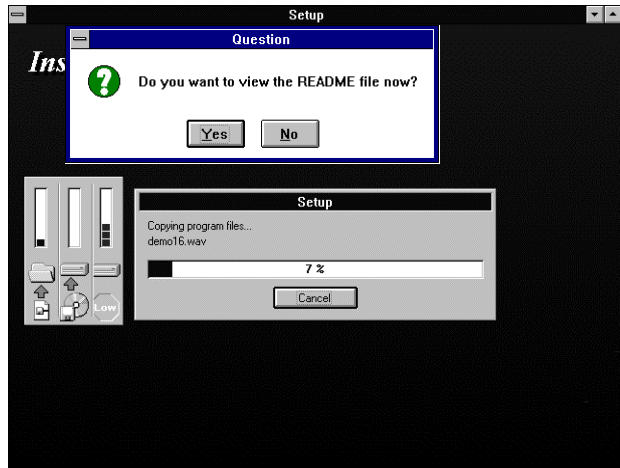 Setup
Question
Ins
Do you want to view the README file now?
Yes
No
Setup
Copying program files...
demo16.wav
7 %
Cancel
Low